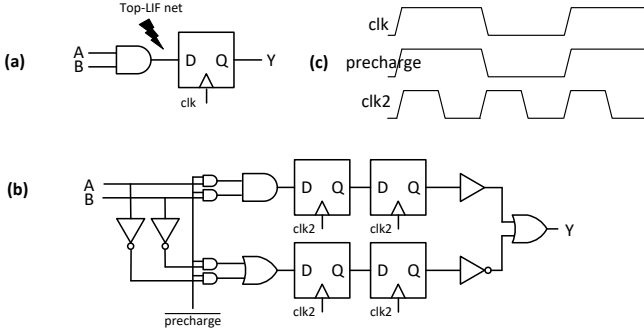 Top-LIF net
(a)
A
B
D Q
Y
clk
(c)
clk
precharge
clk2
(b)
A
B
D Q
clk2
D Q
clk2
D Q
clk2
D Q
clk2
Y
precharge